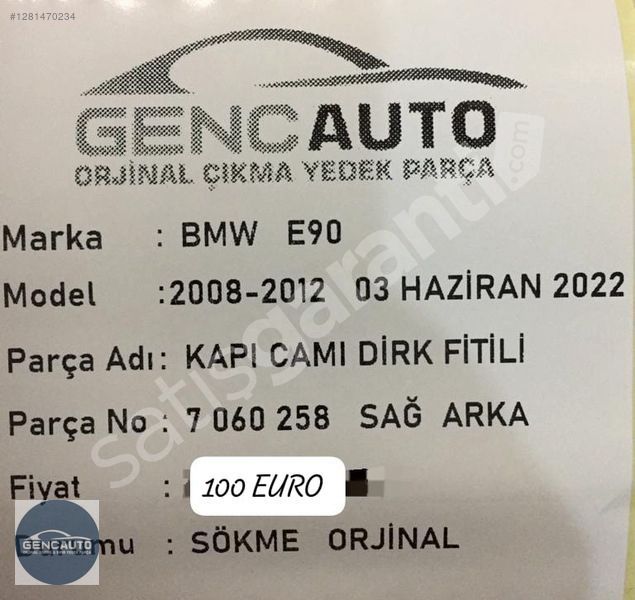 #1281470234
GENCAUTO
ORJİNAL ÇIKMA YEDEK PARÇA
Marka : BMW E90
Model :2008-2012 03 HAZİRAN 2022
Parça Adı: KAPI CAMI DİRK FİTİLİ
Parça No : 7 060 258 SAĞ ARKA
Fiyat : 100 EURO
: SÖKME ORJİNAL
GENCAUTO
satışgaranti.com